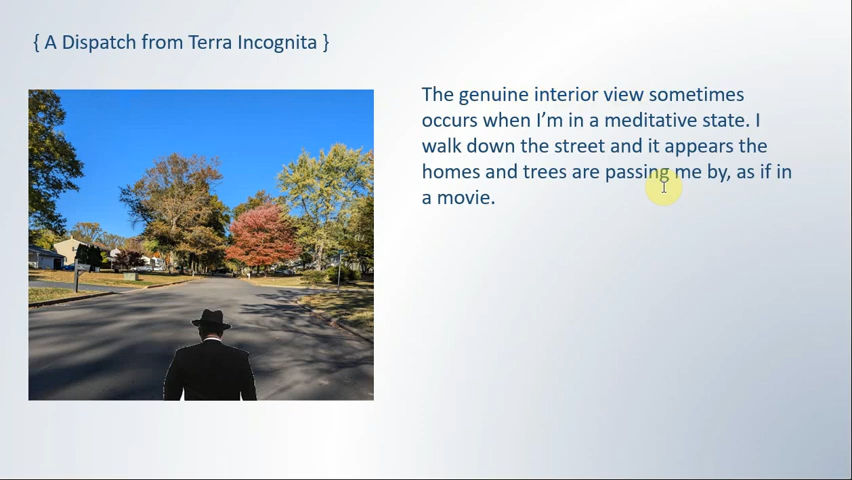 { A Dispatch from Terra Incognita }
The genuine interior view sometimes
occurs when I’m in a meditative state. I
walk down the street and it appears the
homes and trees are passing me by, as if in
a movie.